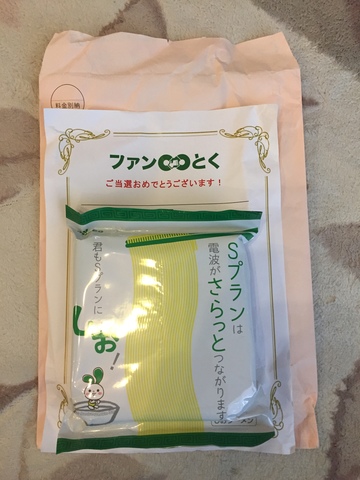 料金別納
ファン とく
ご当選おめでとうございます！
Sプランは
電波がさらっとつながります
君もSプランに
しお！